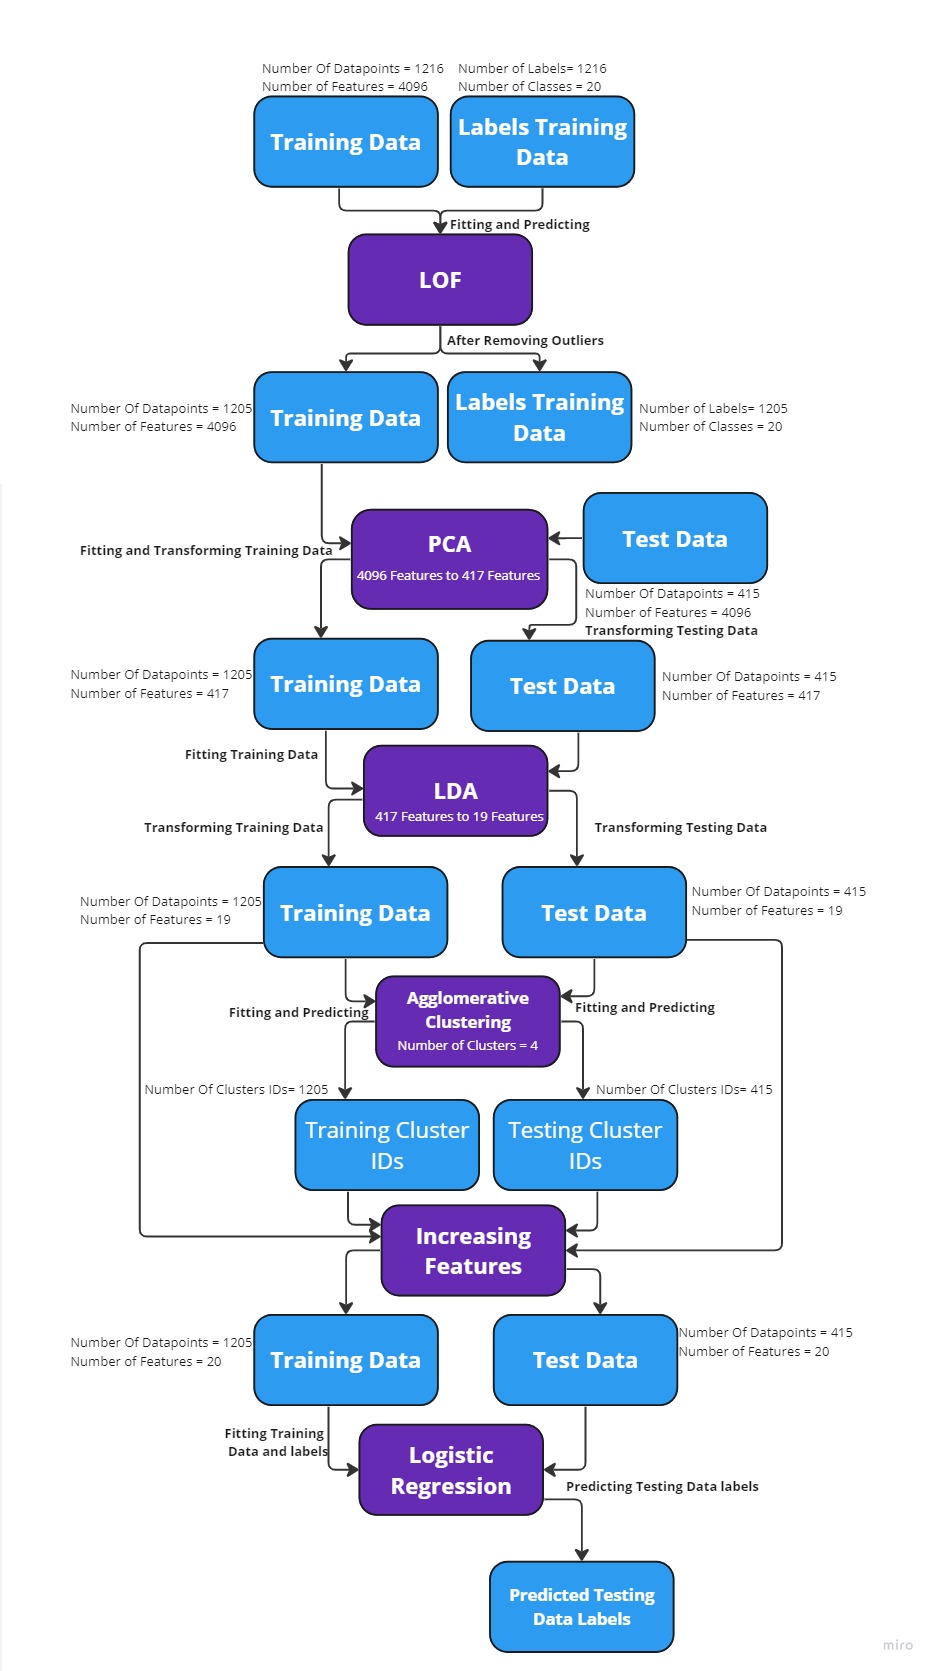 Number Of Datapoints = 1216
Number of Features = 4096
Number of Labels= 1216
Number of Classes = 20
Training Data
Labels Training
Data
Fitting and Predicting
LOF
After Removing Outliers
Number Of Datapoints = 1205
Number of Features = 4096
Training Data
Labels Training
Data
Number of Labels= 1205
Number of Classes = 20
Fitting and Transforming Training Data
PCA
4096 Features to 417 Features
Test Data
Number Of Datapoints = 415
Number of Features = 4096
Transforming Testing Data
Number Of Datapoints = 1205
Number of Features = 417
Training Data
Test Data
Number Of Datapoints = 415
Number of Features = 417
Fitting Training Data
LDA
417 Features to 19 Features
Transforming Training Data
Transforming Testing Data
Number Of Datapoints = 1205
Number of Features = 19
Training Data
Test Data
Number Of Datapoints = 415
Number of Features = 19
Fitting and Predicting
Agglomerative
Clustering
Number of Clusters = 4
Fitting and Predicting
Number Of Clusters IDs= 1205
Number Of Clusters IDs= 415
Training Cluster
IDs
Testing Cluster
IDs
Increasing
Features
Number Of Datapoints = 1205
Number of Features = 20
Training Data
Test Data
Number Of Datapoints = 415
Number of Features = 20
Fitting Training
Data and labels
Logistic
Regression
Predicting Testing Data labels
Predicted Testing
Data Labels
miro